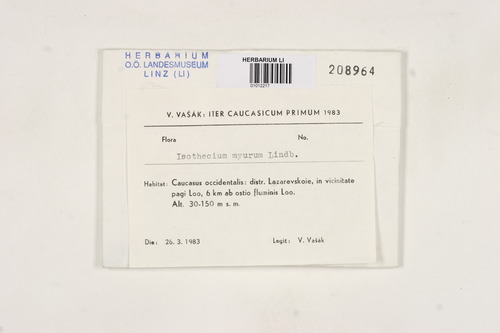 HERBARIUM
O.Ö. LANDESMUSEUM
LINZ (LI)
HERBARIUM LI
01012217
208964
V. VAŠÁK: ITER CAUCASICUM PRIMUM 1983
Flora No.
Isothecium myurum Lindb.
Habitat: Caucasus occidentalis: distr. Lazarevskoie, in vicinitate
pagi Loo, 6 km ab ostio fluminis Loo.
Alt. 30-150 m s. m.
Die: 26. 3. 1983 Legit: V. Vašák